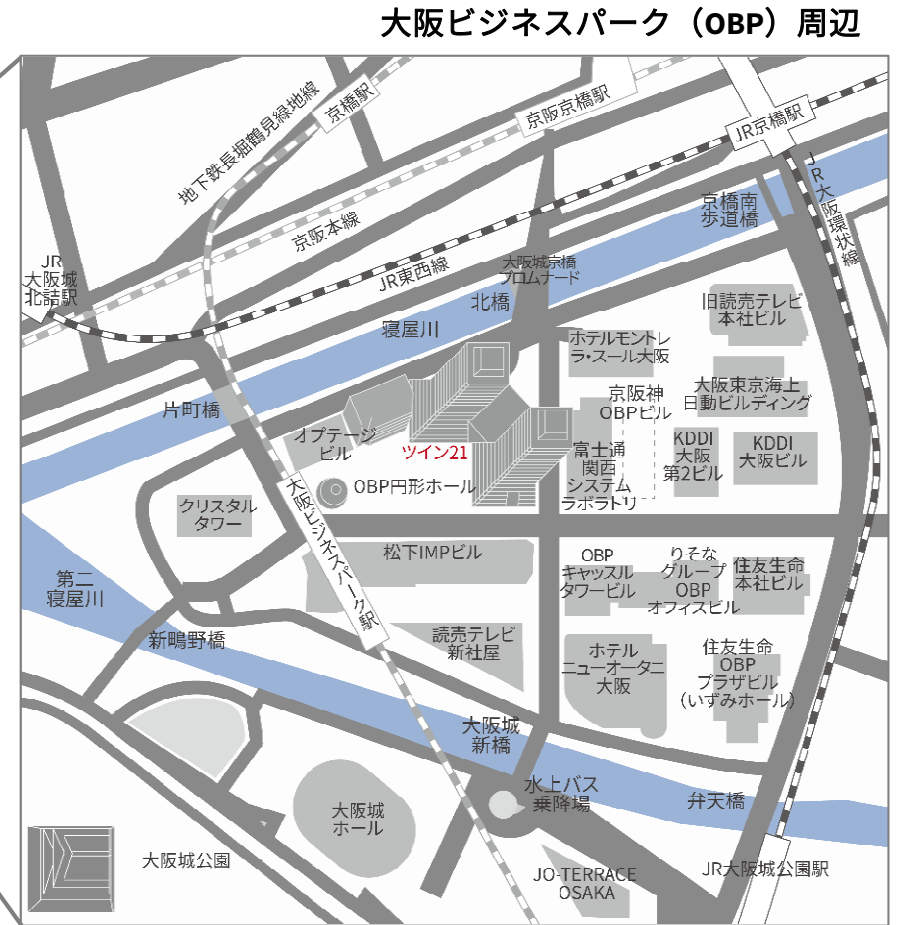 大阪ビジネスパーク（OBP）周辺
京橋駅
京阪京橋駅
JR京橋駅
地下鉄長堀鶴見緑地線
JR大阪環状線
京橋南
歩道橋
京阪本線
JR東西線
JR
大阪城
北詰駅
大阪城京橋
プロムナード
北橋
寝屋川
旧読売テレビ
本社ビル
ホテルモントレ
ラ・スール大阪
片町橋
京阪神
OBPビル
大阪東京海上
日動ビルディング
オプテージ
ビル
ツイン21
富士通
関西
システム
ラボラトリ
KDDI
大阪
第2ビル
KDDI
大阪ビル
OBP円形ホール
クリスタル
タワー
大阪ビジネスパーク駅
松下IMPビル
OBP
キャッスル
タワービル
りそな
グループ
OBP
オフィスビル
住友生命
本社ビル
第二
寝屋川
新鴫野橋
読売テレビ
新社屋
ホテル
ニューオータニ
大阪
住友生命
OBP
プラザビル
（いずみホール）
大阪城
新橋
水上バス
乗降場
弁天橋
大阪城
ホール
大阪城公園
JO-TERRACE
OSAKA
JR大阪城公園駅